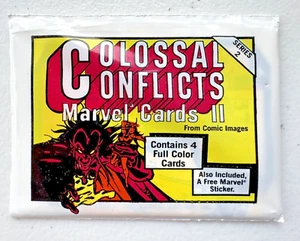 COLOSSAL
CONFLICTS
SERIES
2
Marvel Cards II
From Comic Images
Contains 4
Full Color
Cards
Also Included,
A Free Marvel®
Sticker.